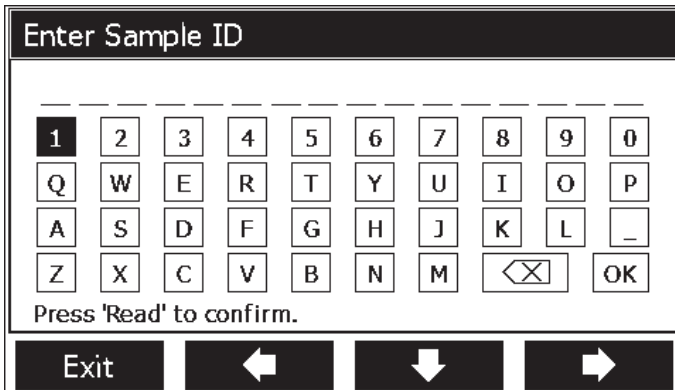 Enter Sample ID
1 2 3 4 5 6 7 8 9 0
Q W E R T Y U I O P
A S D F G H J K L _
Z X C V B N M OK
Press 'Read' to confirm.
Exit